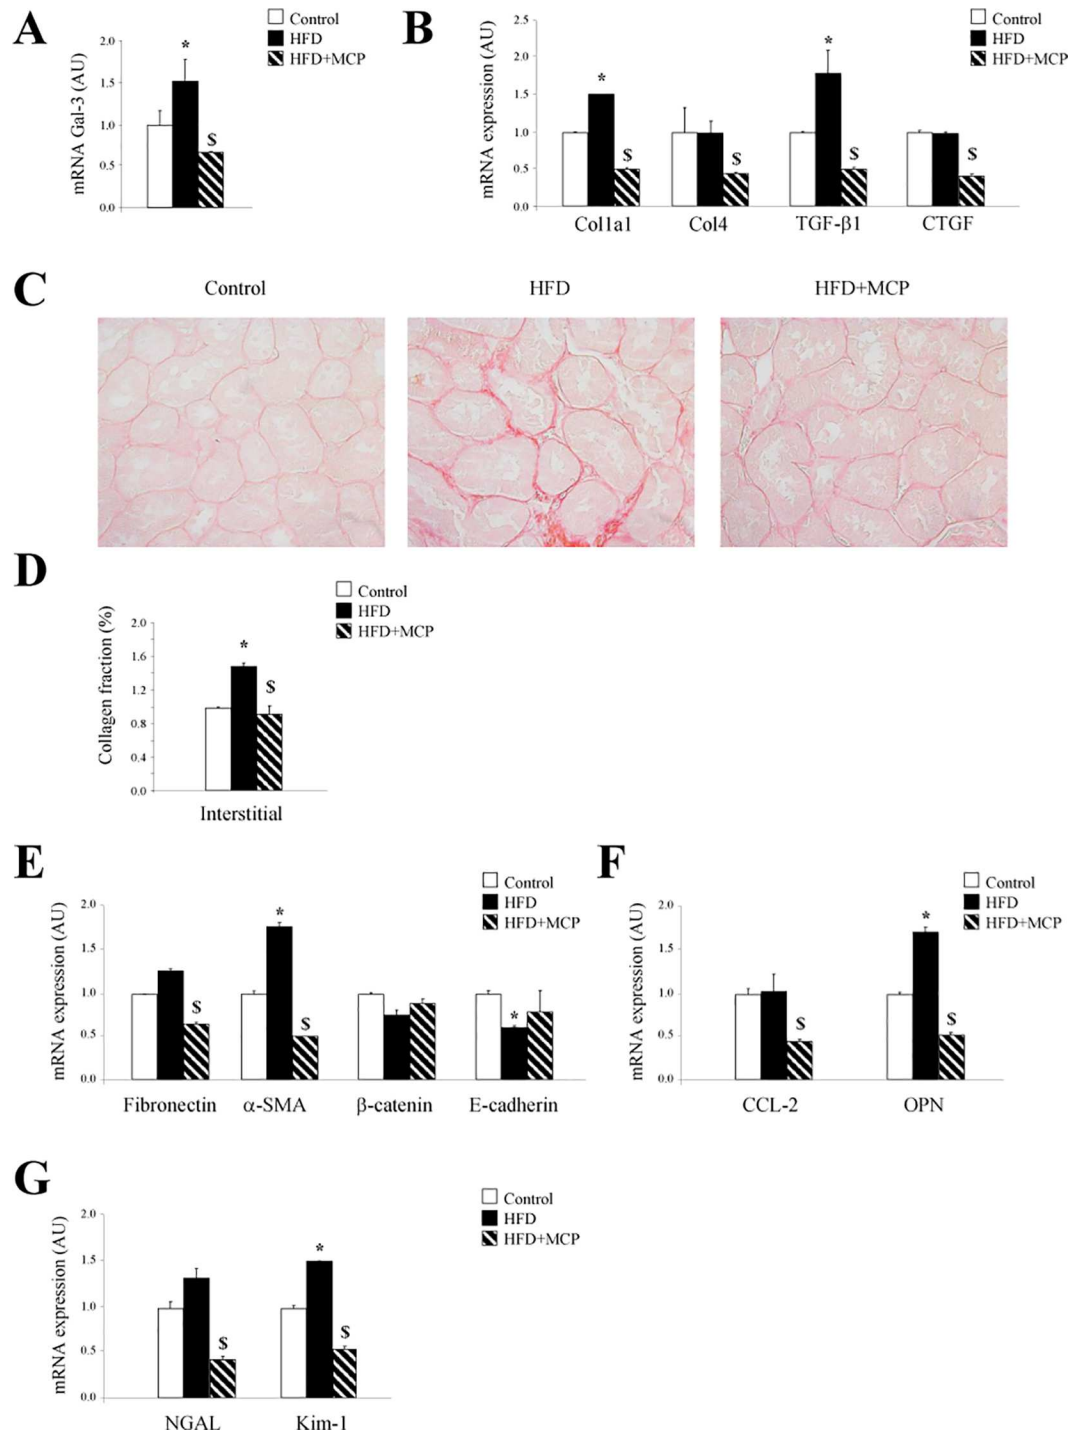 A
mRNA Gal-3 (AU)
2.0
1.5
1.0
0.5
0.0
*
$
Control
HFD
HFD+MCP
B
mRNA expression (AU)
2.5
2.0
1.5
1.0
0.5
0.0
*
$
$
*
$
$
Col1a1 Col4 TGF-β1 CTGF
Control
HFD
HFD+MCP
C
Control HFD HFD+MCP
D
Collagen fraction (%)
2.0
1.6
1.2
0.8
0.4
0.0
*
$
Interstitial
Control
HFD
HFD+MCP
E
mRNA expression (AU)
2.0
1.5
1.0
0.5
0.0
$
*
$
*
Fibronectin α-SMA β-catenin E-cadherin
Control
HFD
HFD+MCP
F
mRNA expression (AU)
2.0
1.5
1.0
0.5
0.0
$
*
$
CCL-2 OPN
Control
HFD
HFD+MCP
G
mRNA expression (AU)
2.0
1.5
1.0
0.5
0.0
$
*
$
NGAL Kim-1
Control
HFD
HFD+MCP